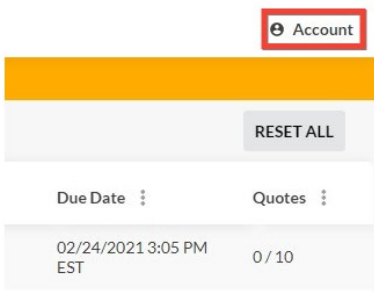 Account
RESET ALL
Due Date Quotes
02/24/2021 3:05 PM 0 / 10
EST